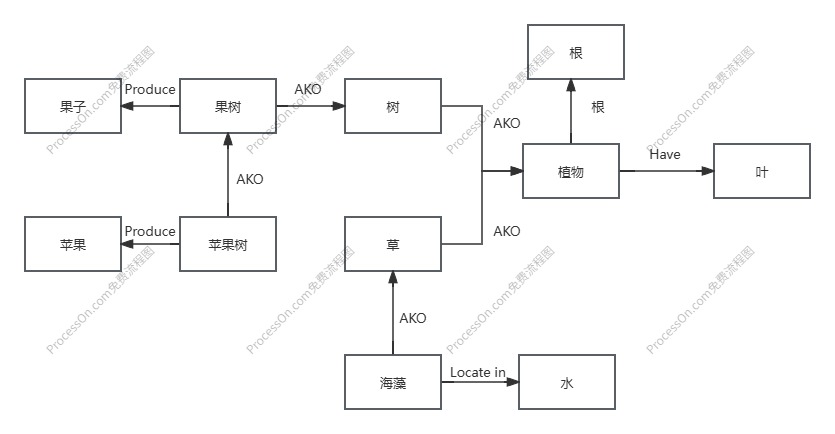 根
果子
Produce
果树
AKO
树
AKO
根
植物
Have
叶
AKO
苹果
Produce
苹果树
草
AKO
AKO
海藻
Locate in
水
ProcessOn.com免费流程图
ProcessOn.com免费流程图
ProcessOn.com免费流程图
ProcessOn.com免费流程图
ProcessOn.com免费流程图
ProcessOn.com免费流程图
ProcessOn.com免费流程图
ProcessOn.com免费流程图